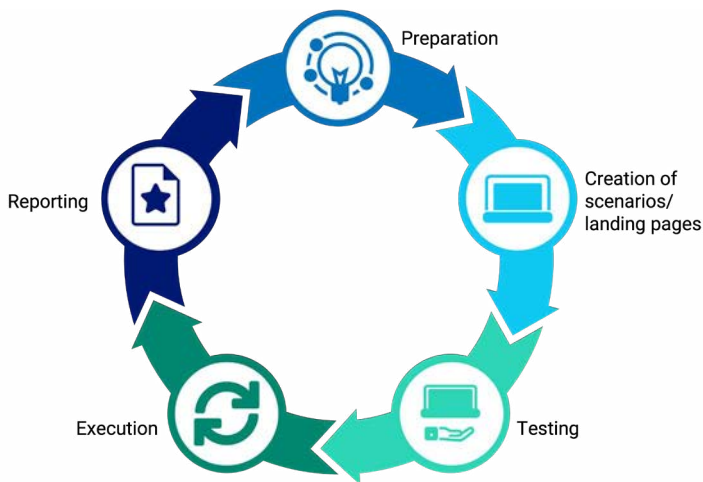 Preparation
Creation of
scenarios/
landing pages
Testing
Execution
Reporting